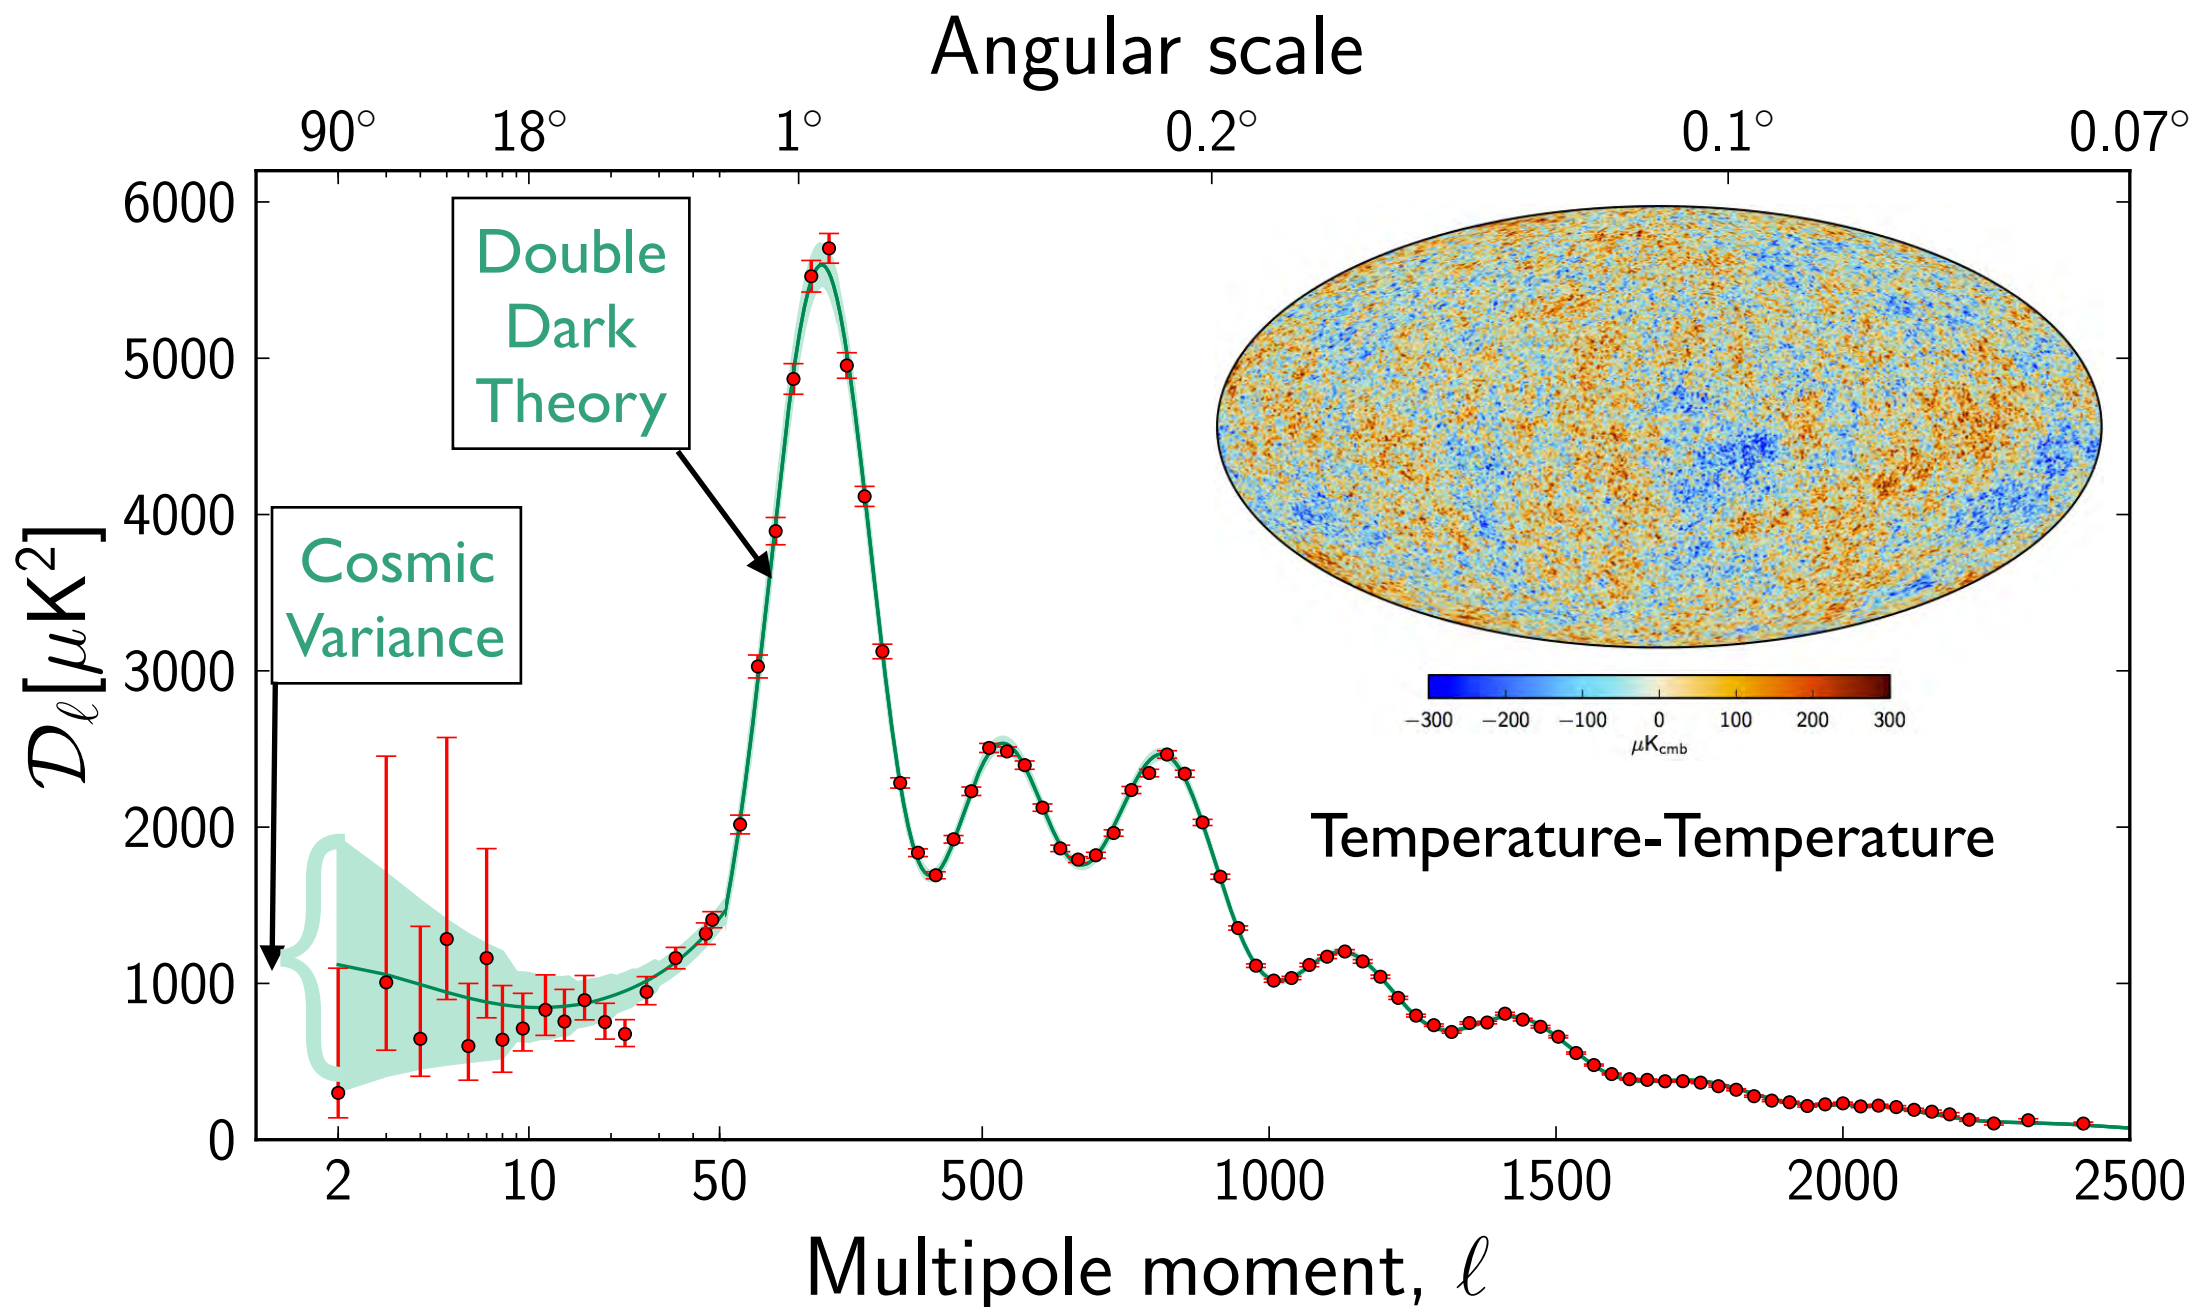 Angular scale
90° 18° 1° 0.2° 0.1° 0.07°
6000
5000
4000
3000
2000
1000
0
𝒟ℓ[μK²]
Double
Dark
Theory
Cosmic
Variance
−300 −200 −100 0 100 200 300
μK_cmb
Temperature-Temperature
2 10 50 500 1000 1500 2000 2500
Multipole moment, ℓ